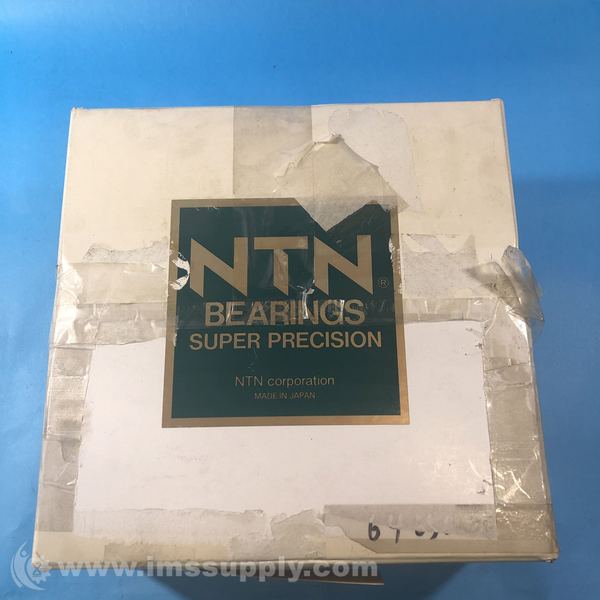 NTN®
BEARINGS
SUPER PRECISION
NTN corporation
MADE IN JAPAN
www.imssupply.com